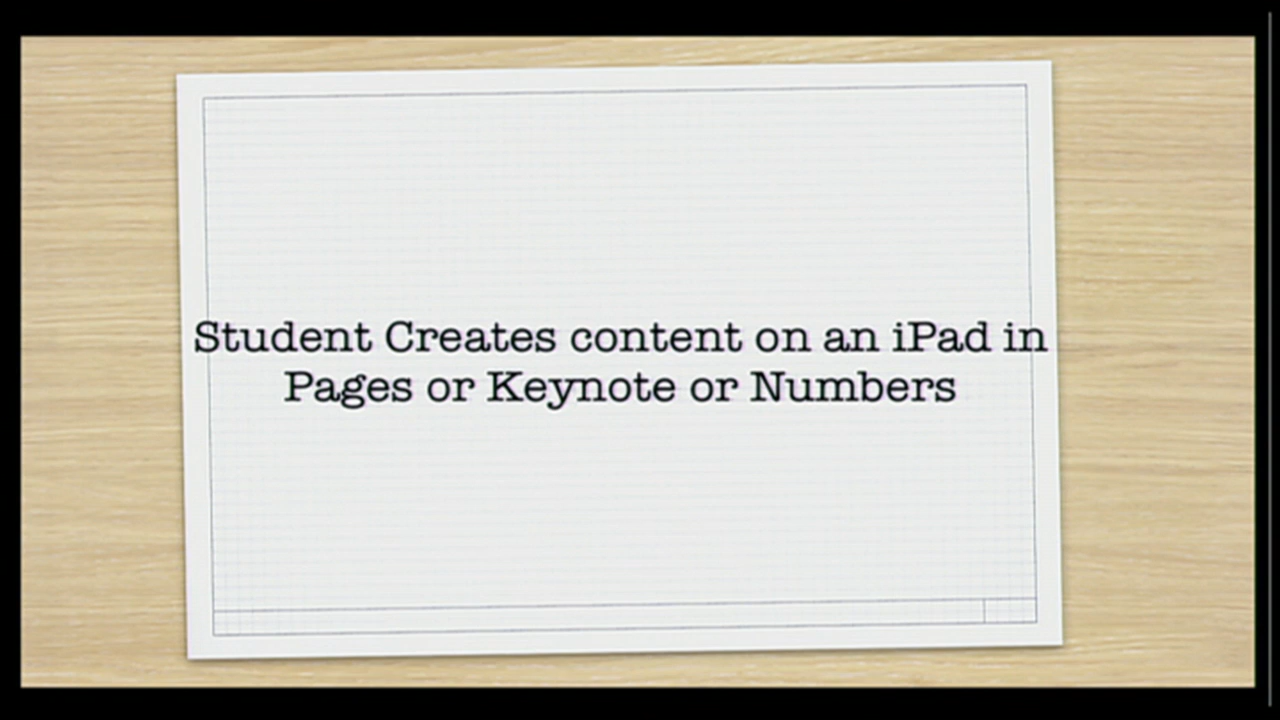 Student Creates content on an iPad in
Pages or Keynote or Numbers